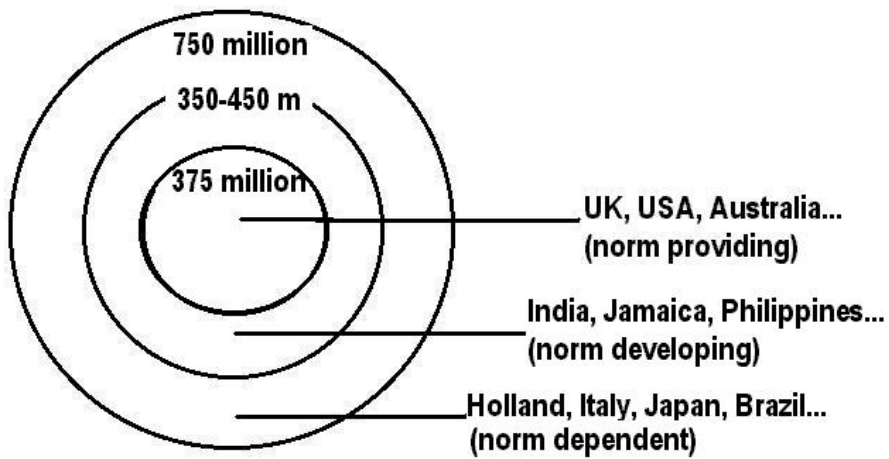 750 million
350-450 m
375 million
UK, USA, Australia...
(norm providing)
India, Jamaica, Philippines...
(norm developing)
Holland, Italy, Japan, Brazil...
(norm dependent)